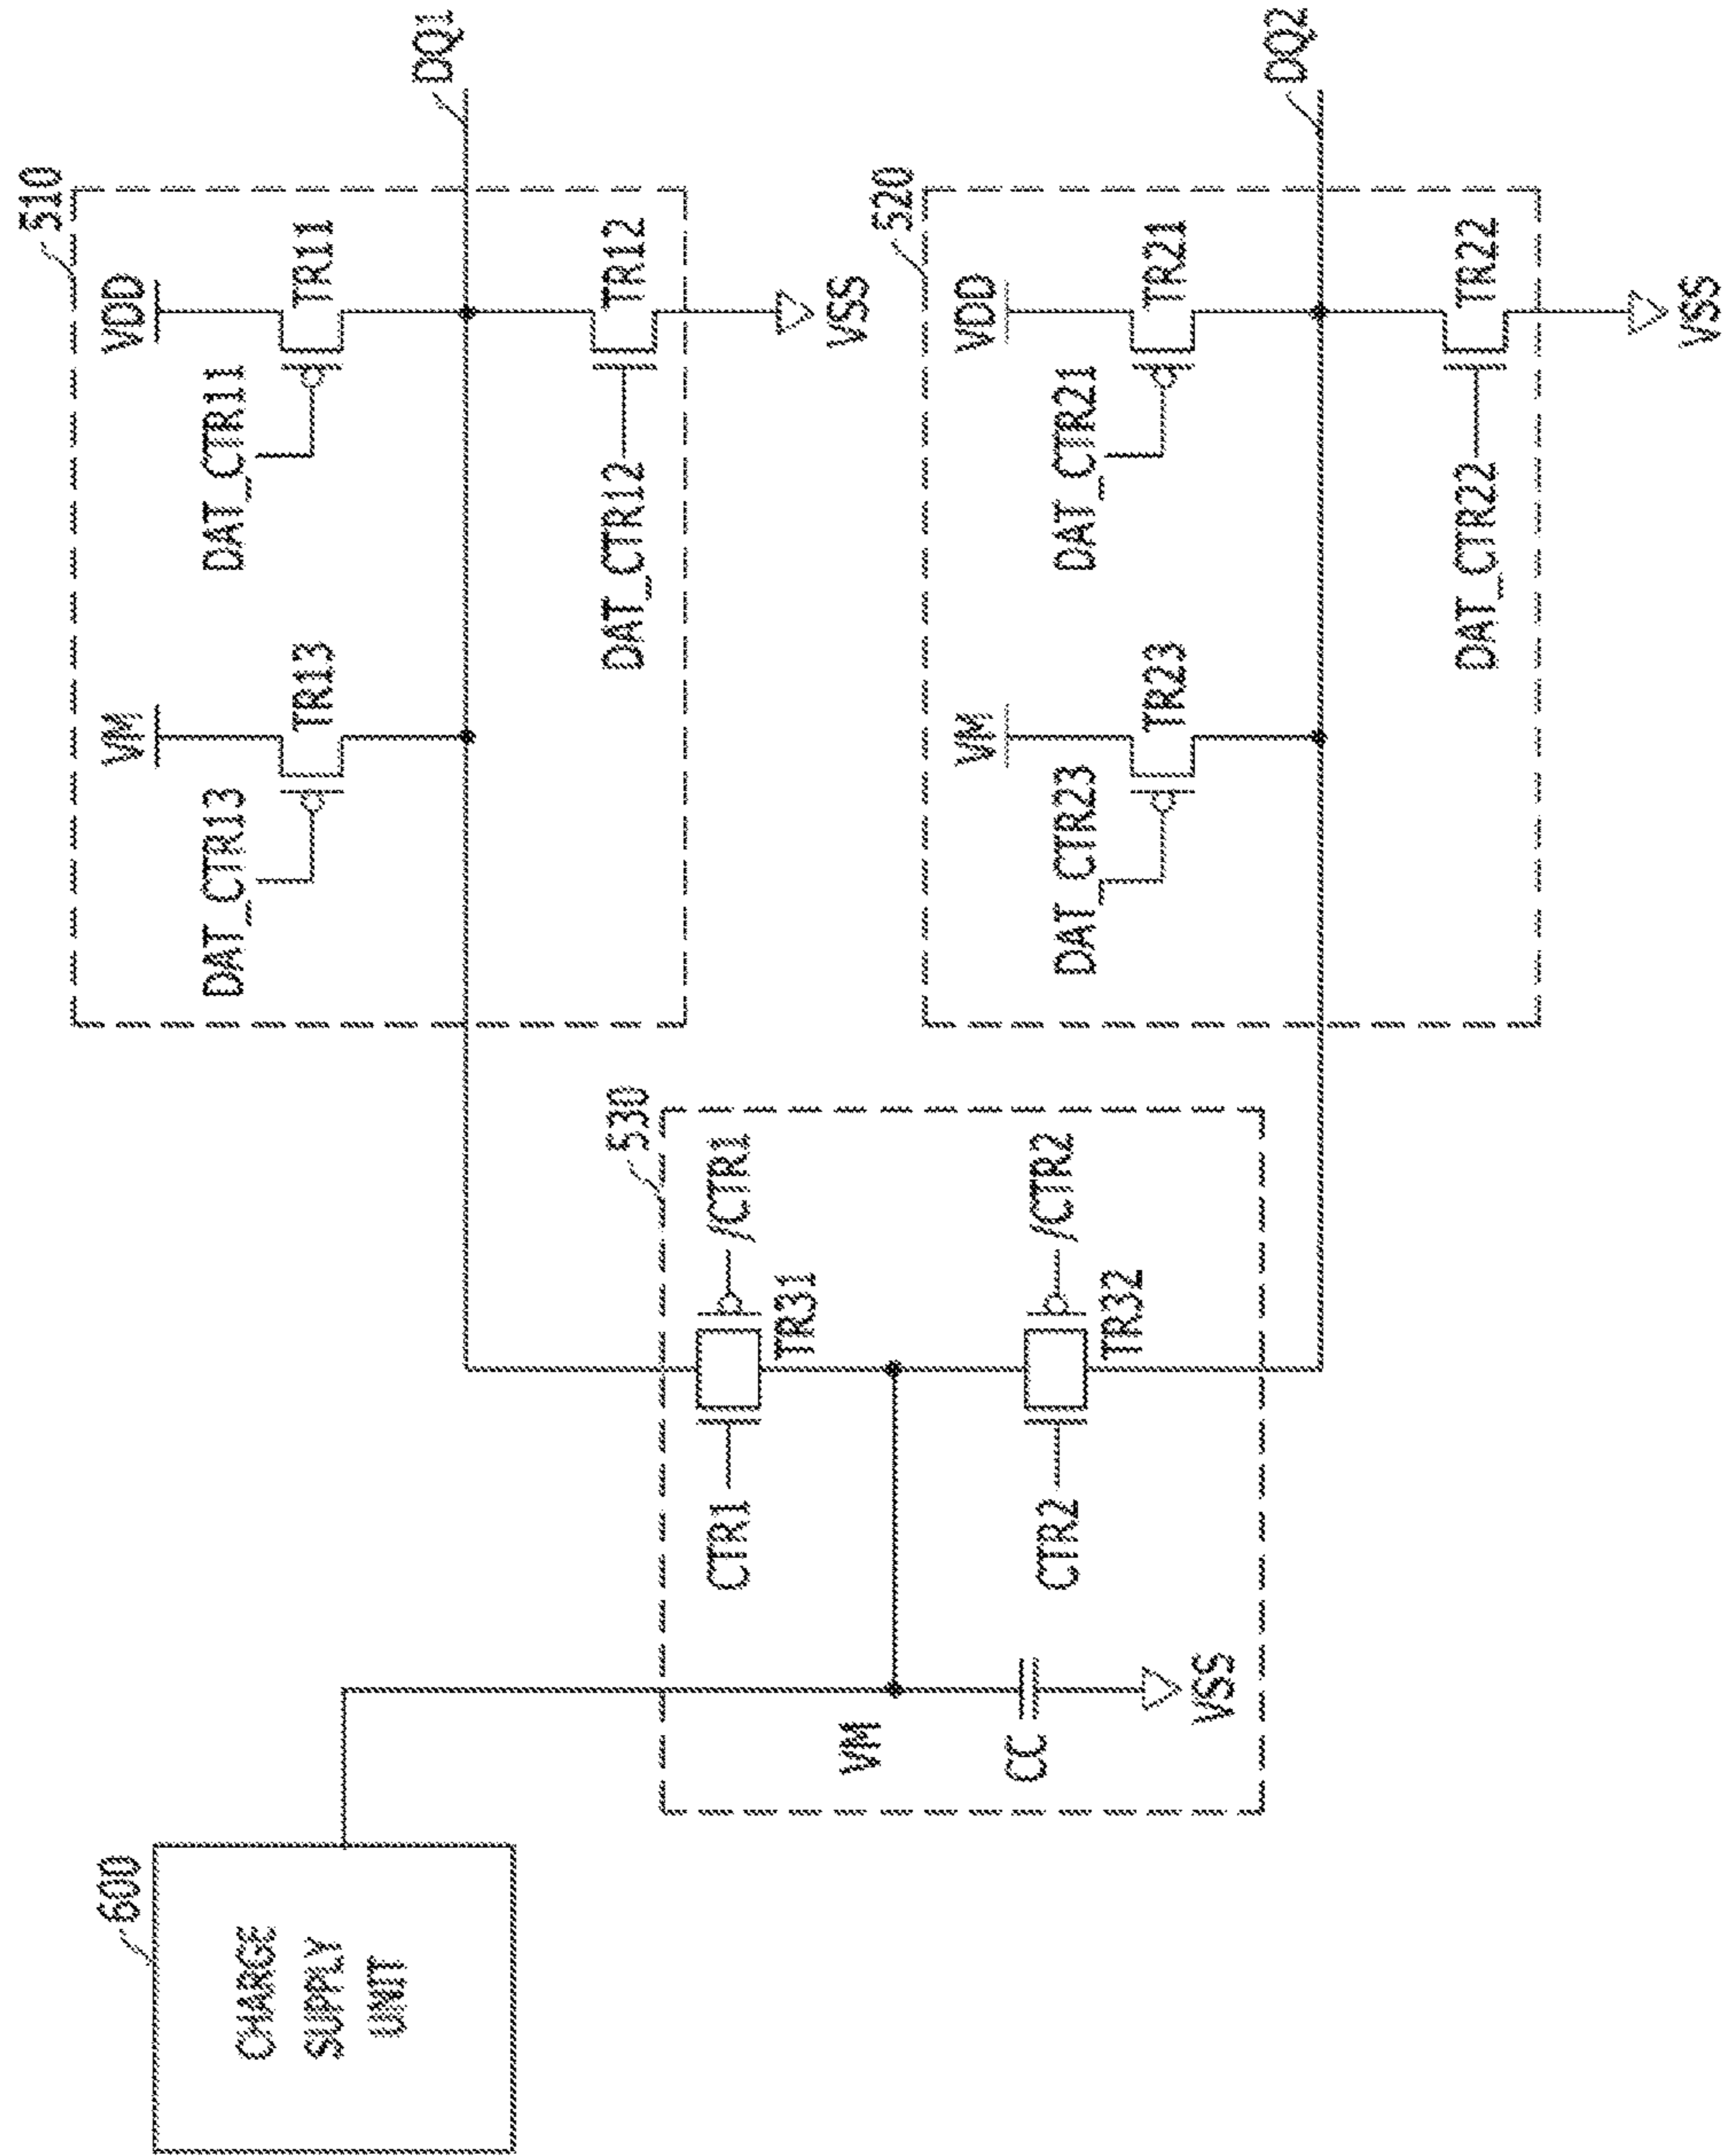 600
CHARGE
SUPPLY
UNIT
510
VM
VDD
DAT_CTR13
TR13
DAT_CTR11
TR11
DQ1
DAT_CTR12
TR12
VSS
530
CTR1
/CTR1
TR31
VM
CTR2
/CTR2
TR32
CC
VSS
520
VM
VDD
DAT_CTR23
TR23
DAT_CTR21
TR21
DQ2
DAT_CTR22
TR22
VSS